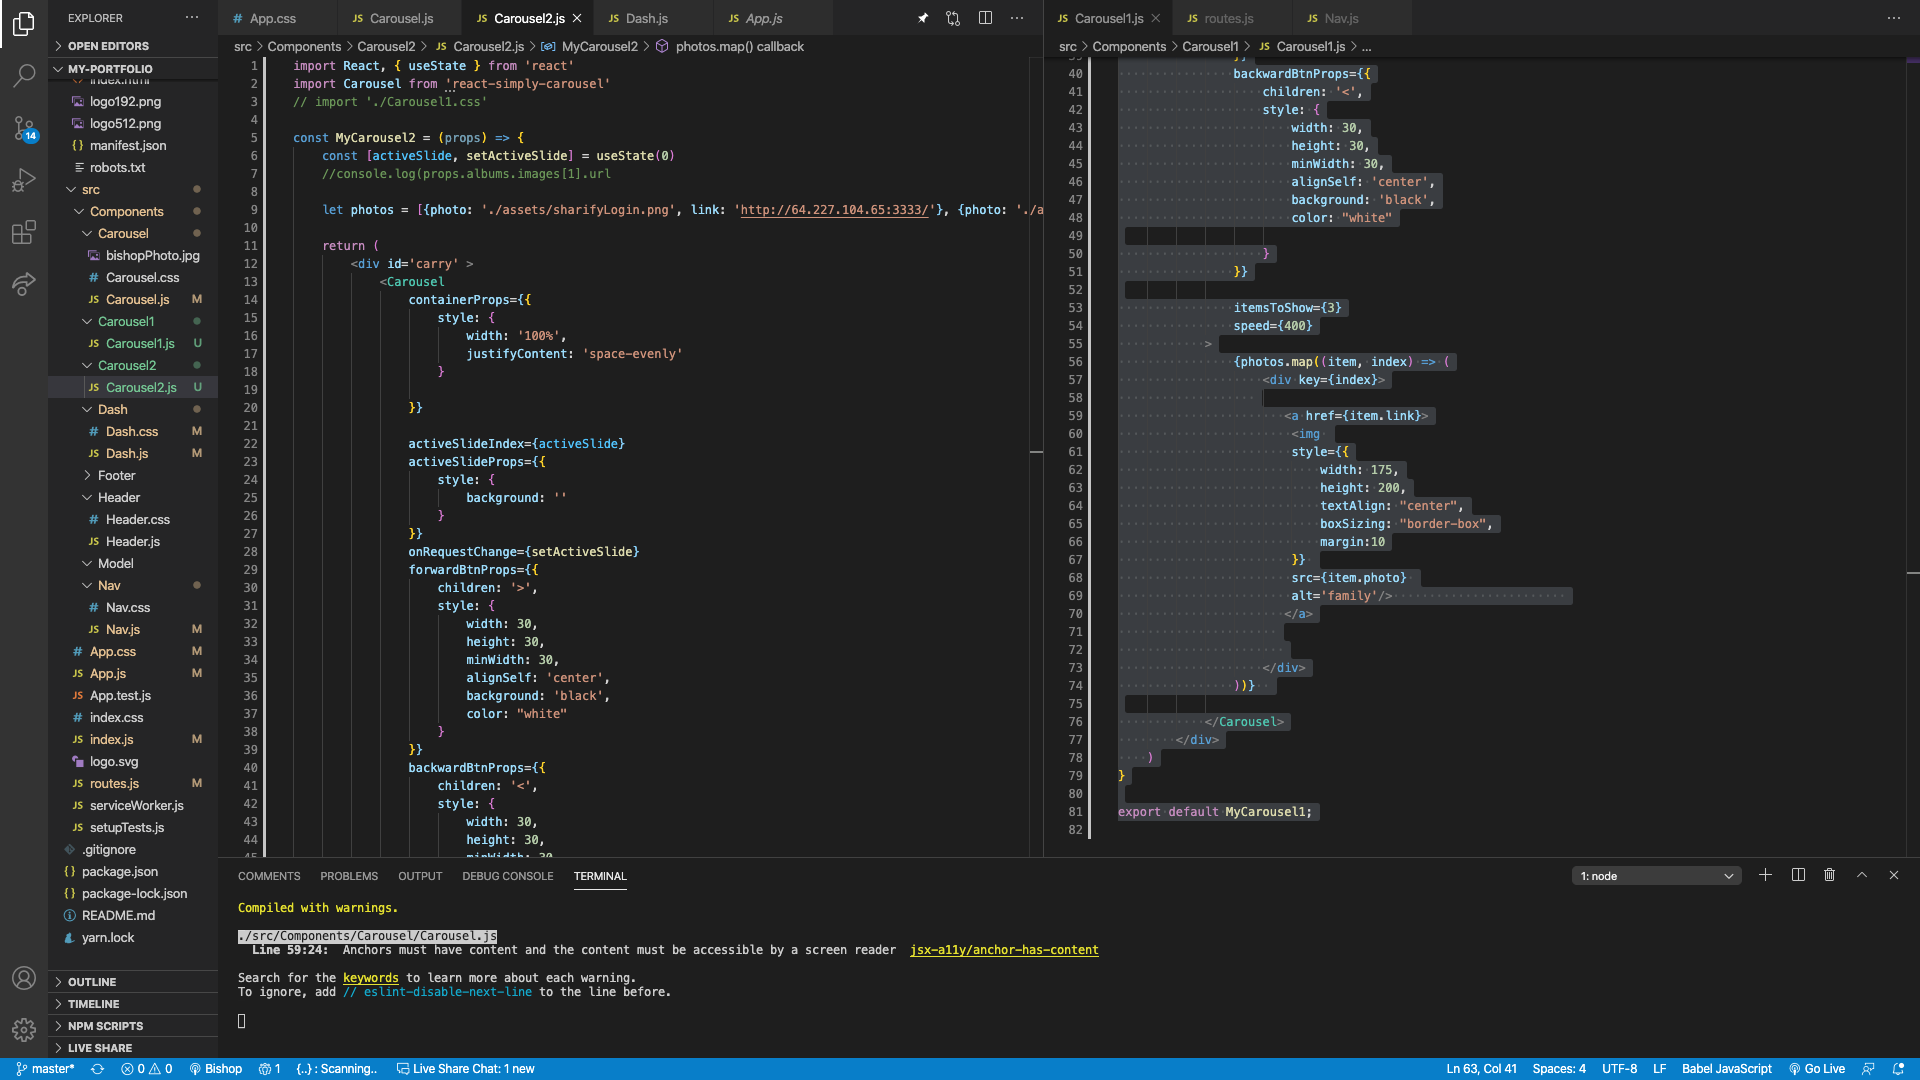 EXPLORER
OPEN EDITORS
MY-PORTFOLIO
logo192.png
logo512.png
manifest.json
robots.txt
src
Components
Carousel
bishopPhoto.jpg
Carousel.css
Carousel.js M
Carousel1
Carousel1.js U
Carousel2
Carousel2.js U
Dash
Dash.css M
Dash.js M
Footer
Header
Header.css
Header.js
Model
Nav
Nav.css
Nav.js M
App.css M
App.js M
App.test.js
index.css
index.js M
logo.svg
routes.js M
serviceWorker.js
setupTests.js
.gitignore
package.json
package-lock.json
README.md
yarn.lock
OUTLINE
TIMELINE
NPM SCRIPTS
LIVE SHARE
14
App.css
Carousel.js
Carousel2.js
Dash.js
App.js
src > Components > Carousel2 > JS Carousel2.js > MyCarousel2 > photos.map() callback
1 import React, { useState } from 'react'
2 import Carousel from 'react-simply-carousel'
3 // import './Carousel1.css'
4
5 const MyCarousel2 = (props) => {
6 const [activeSlide, setActiveSlide] = useState(0)
7 //console.log(props.albums.images[1].url
8
9 let photos = [{photo: './assets/sharifyLogin.png', link: 'http://64.227.104.65:3333/'}, {photo: './a
10
11 return (
12 <div id='carry' >
13 <Carousel
14 containerProps={{
15 style: {
16 width: '100%',
17 justifyContent: 'space-evenly'
18 }
19
20 }}
21
22 activeSlideIndex={activeSlide}
23 activeSlideProps={{
24 style: {
25 background: ''
26 }
27 }}
28 onRequestChange={setActiveSlide}
29 forwardBtnProps={{
30 children: '>',
31 style: {
32 width: 30,
33 height: 30,
34 minWidth: 30,
35 alignSelf: 'center',
36 background: 'black',
37 color: "white"
38 }
39 }}
40 backwardBtnProps={{
41 children: '<',
42 style: {
43 width: 30,
44 height: 30,
45 minWidth: 30
Carousel1.js
routes.js
Nav.js
src > Components > Carousel1 > JS Carousel1.js > ...
39 }}
40 backwardBtnProps={{
41 children: '<',
42 style: {
43 width: 30,
44 height: 30,
45 minWidth: 30,
46 alignSelf: 'center',
47 background: 'black',
48 color: "white"
49
50 }
51 }}
52
53 itemsToShow={3}
54 speed={400}
55 >
56 {photos.map((item, index) => (
57 <div key={index}>
58
59 <a href={item.link}>
60 <img
61 style={{
62 width: 175,
63 height: 200,
64 textAlign: "center",
65 boxSizing: "border-box",
66 margin:10
67 }}
68 src={item.photo}
69 alt='family'/>
70 </a>
71
72
73 </div>
74 ))}
75
76 </Carousel>
77 </div>
78 )
79 }
80
81 export default MyCarousel1;
82
COMMENTS PROBLEMS OUTPUT DEBUG CONSOLE TERMINAL
1: node
Compiled with warnings.
./src/Components/Carousel/Carousel.js
Line 59:24: Anchors must have content and the content must be accessible by a screen reader jsx-a11y/anchor-has-content
Search for the keywords to learn more about each warning.
To ignore, add // eslint-disable-next-line to the line before.
master* 0 0 Bishop 1 {..} : Scanning.. Live Share Chat: 1 new
Ln 63, Col 41 Spaces: 4 UTF-8 LF Babel JavaScript Go Live